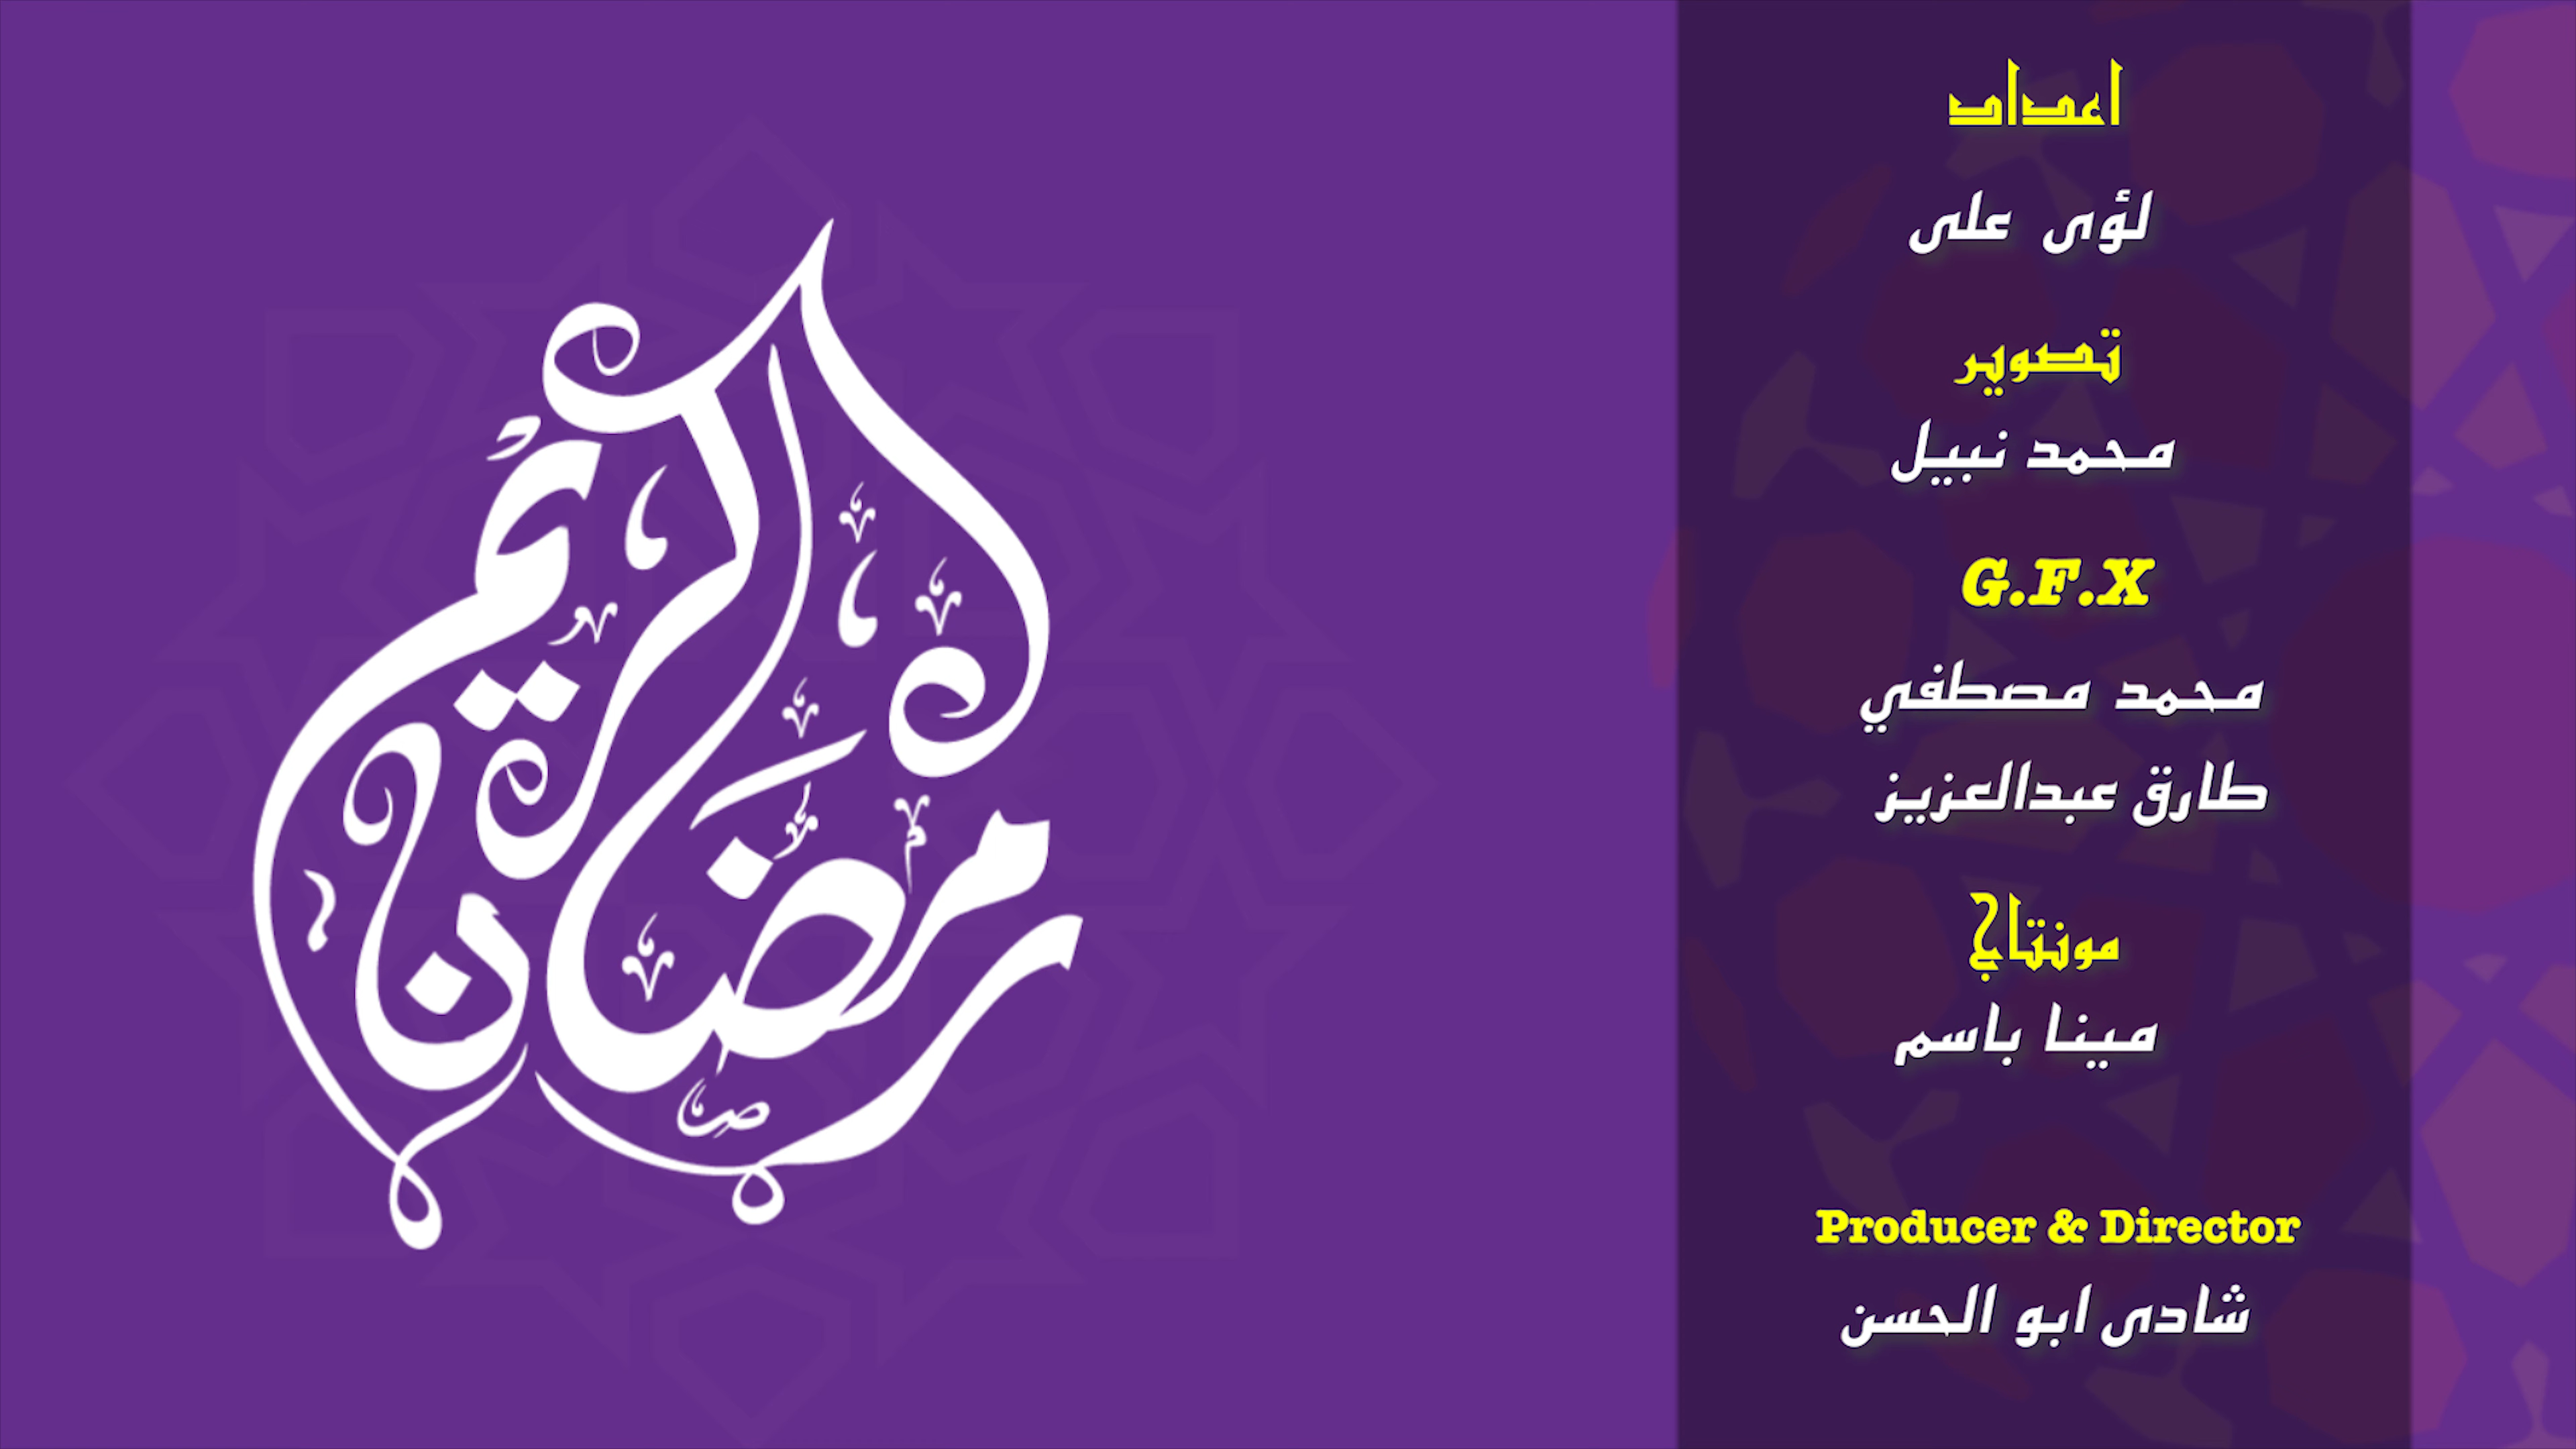 رمضان كريم
اعداد
لؤى على
تصوير
محمد نبيل
G.F.X
محمد مصطفي
طارق عبدالعزيز
مونتاج
مينا باسم
Producer & Director
شادى ابو الحسن